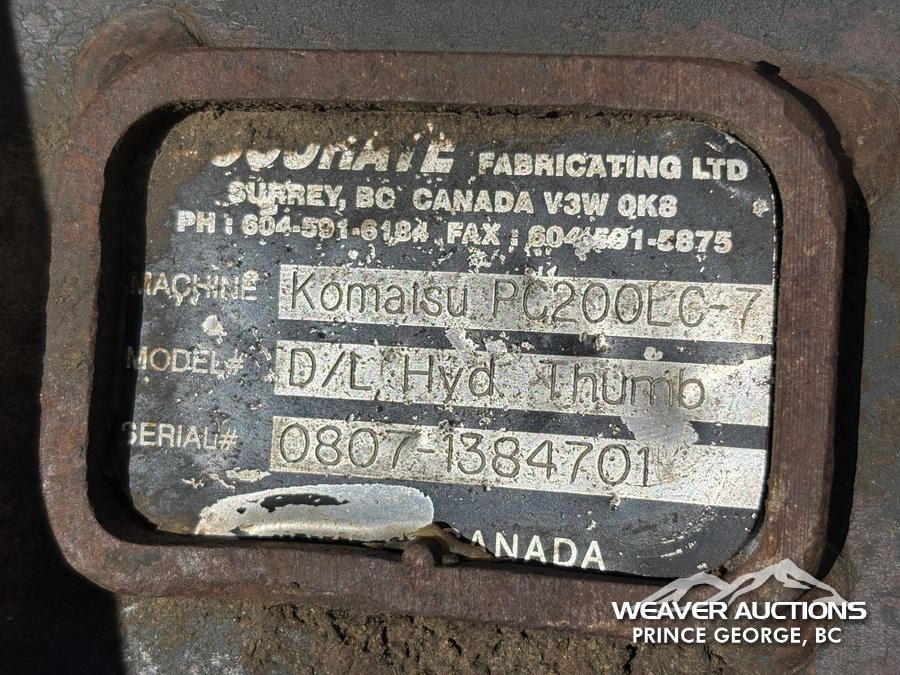 FABRICATING LTD
SURREY, BC CANADA V3W 0K8
PH : 604-591-6184 FAX : 604-591-5875
MACHINE Komatsu PC200LC-7
MODEL# D/L Hyd Thumb
SERIAL# 0807-1384701
CANADA
WEAVER AUCTIONS
PRINCE GEORGE, BC